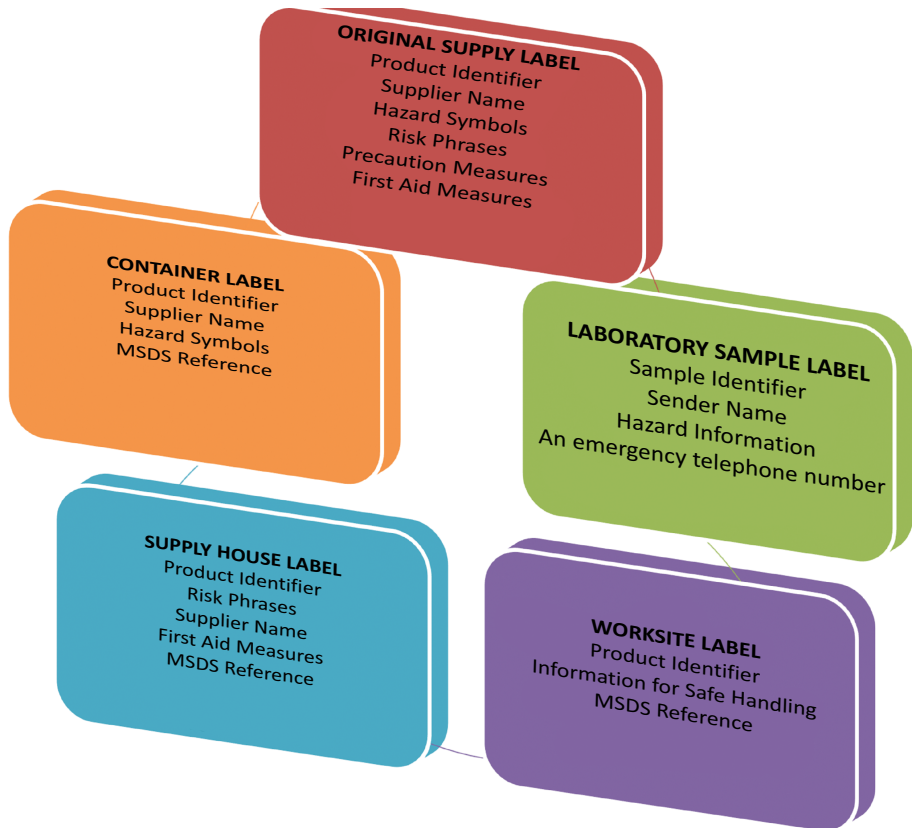 ORIGINAL SUPPLY LABEL
Product Identifier
Supplier Name
Hazard Symbols
Risk Phrases
Precaution Measures
First Aid Measures
LABORATORY SAMPLE LABEL
Sample Identifier
Sender Name
Hazard Information
An emergency telephone number
WORKSITE LABEL
Product Identifier
Information for Safe Handling
MSDS Reference
SUPPLY HOUSE LABEL
Product Identifier
Risk Phrases
Supplier Name
First Aid Measures
MSDS Reference
CONTAINER LABEL
Product Identifier
Supplier Name
Hazard Symbols
MSDS Reference